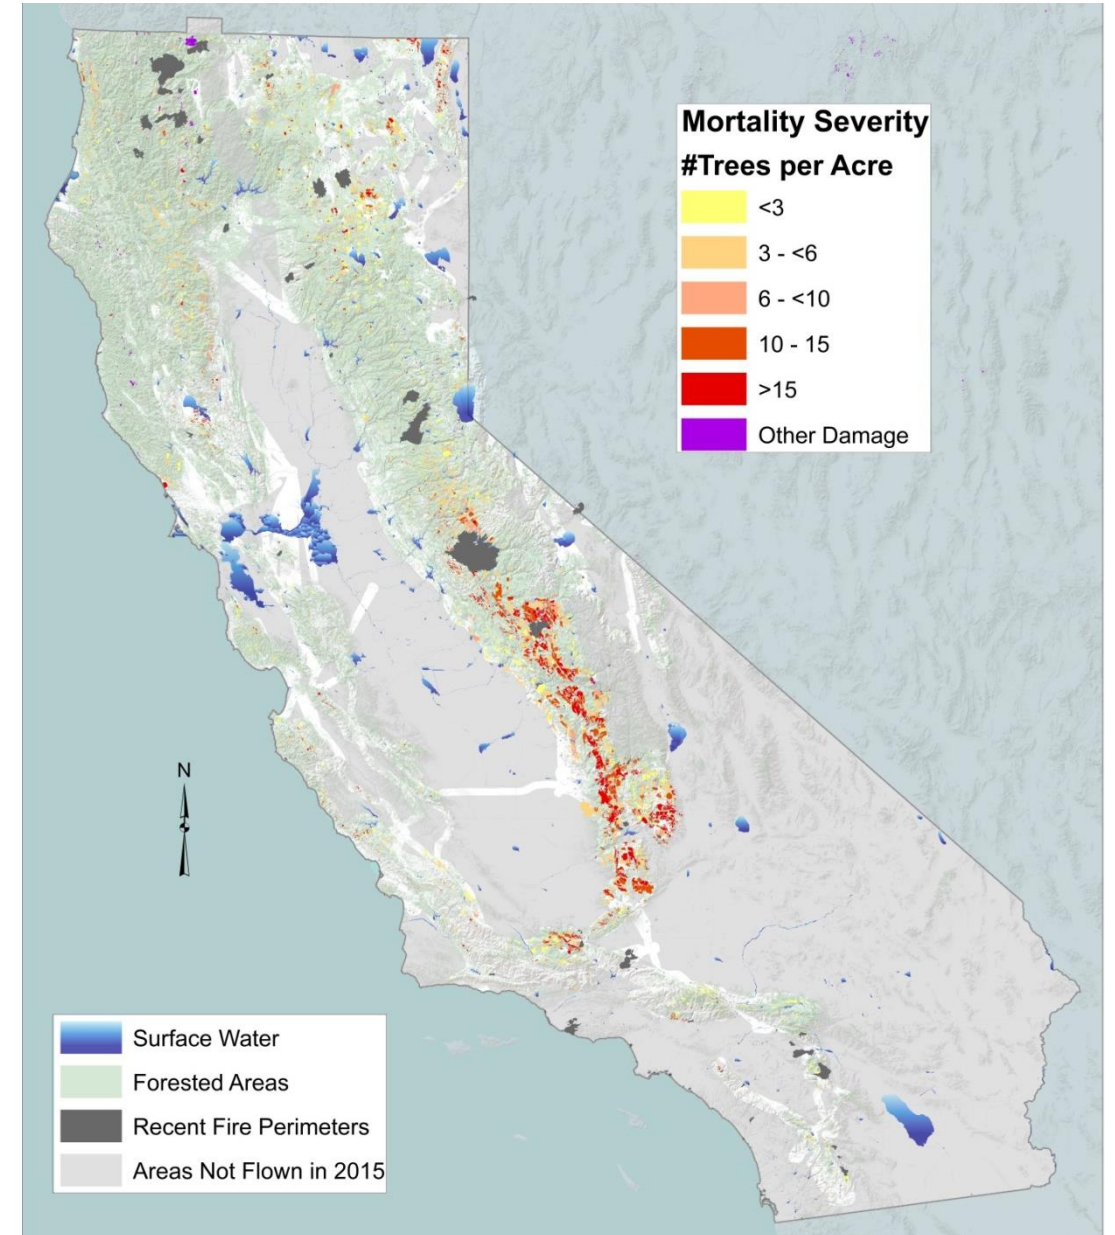 Mortality Severity
#Trees per Acre
<3
3 - <6
6 - <10
10 - 15
>15
Other Damage
N
Surface Water
Forested Areas
Recent Fire Perimeters
Areas Not Flown in 2015